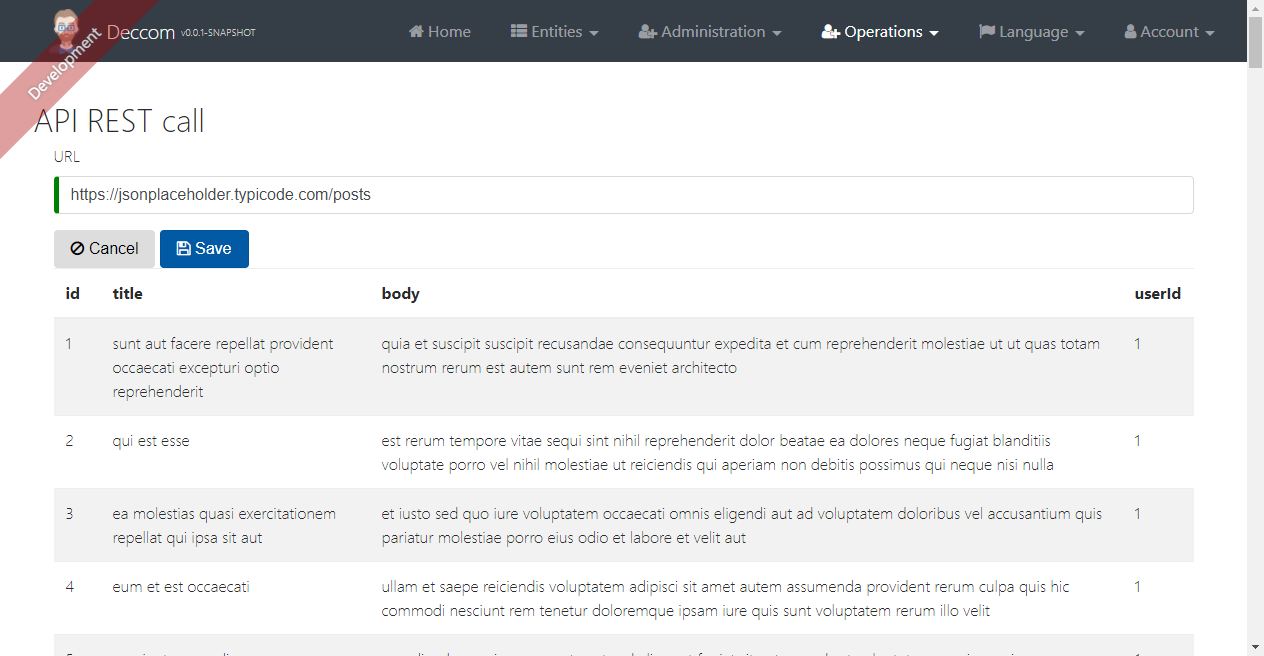 Development
Deccom v0.0.1-SNAPSHOT
Home Entities Administration Operations Language Account
API REST call
URL
https://jsonplaceholder.typicode.com/posts
Cancel Save
id title body userId
1 sunt aut facere repellat provident quia et suscipit suscipit recusandae consequuntur expedita et cum reprehenderit molestiae ut ut quas totam 1
occaecati excepturi optio nostrum rerum est autem sunt rem eveniet architecto
reprehenderit
2 qui est esse est rerum tempore vitae sequi sint nihil reprehenderit dolor beatae ea dolores neque fugiat blanditiis 1
voluptate porro vel nihil molestiae ut reiciendis qui aperiam non debitis possimus qui neque nisi nulla
3 ea molestias quasi exercitationem et iusto sed quo iure voluptatem occaecati omnis eligendi aut ad voluptatem doloribus vel accusantium quis 1
repellat qui ipsa sit aut pariatur molestiae porro eius odio et labore et velit aut
4 eum et est occaecati ullam et saepe reiciendis voluptatem adipisci sit amet autem assumenda provident rerum culpa quis hic 1
commodi nesciunt rem tenetur doloremque ipsam iure quis sunt voluptatem rerum illo velit